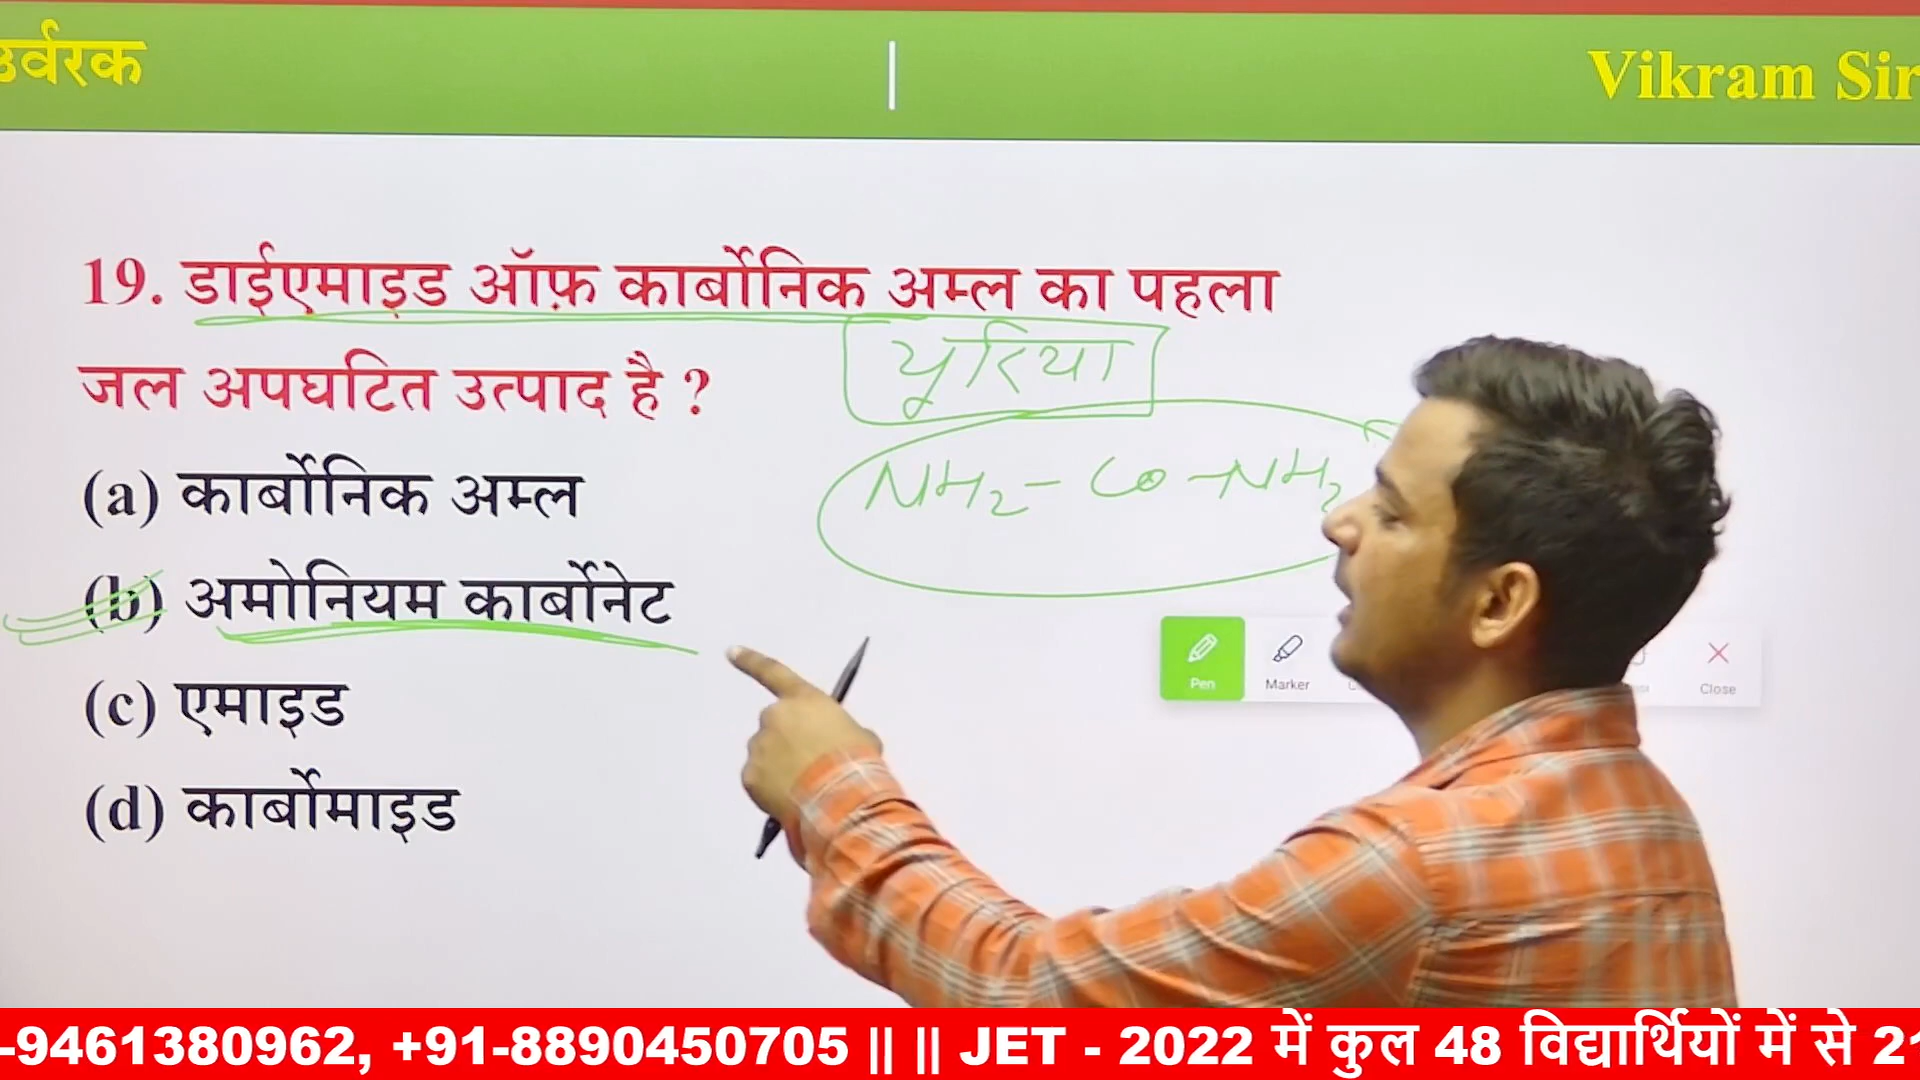 उर्वरक
Vikram Sir
19. डाईएमाइड ऑफ़ कार्बोनिक अम्ल का पहला
जल अपघटित उत्पाद है ?
यूरिया
NH2 - CO - NH2
(a) कार्बोनिक अम्ल
(b) अमोनियम कार्बोनेट
(c) एमाइड
(d) कार्बोमाइड
Pen
Marker
Close
-9461380962, +91-8890450705 || || JET - 2022 में कुल 48 विद्यार्थियों में से 21